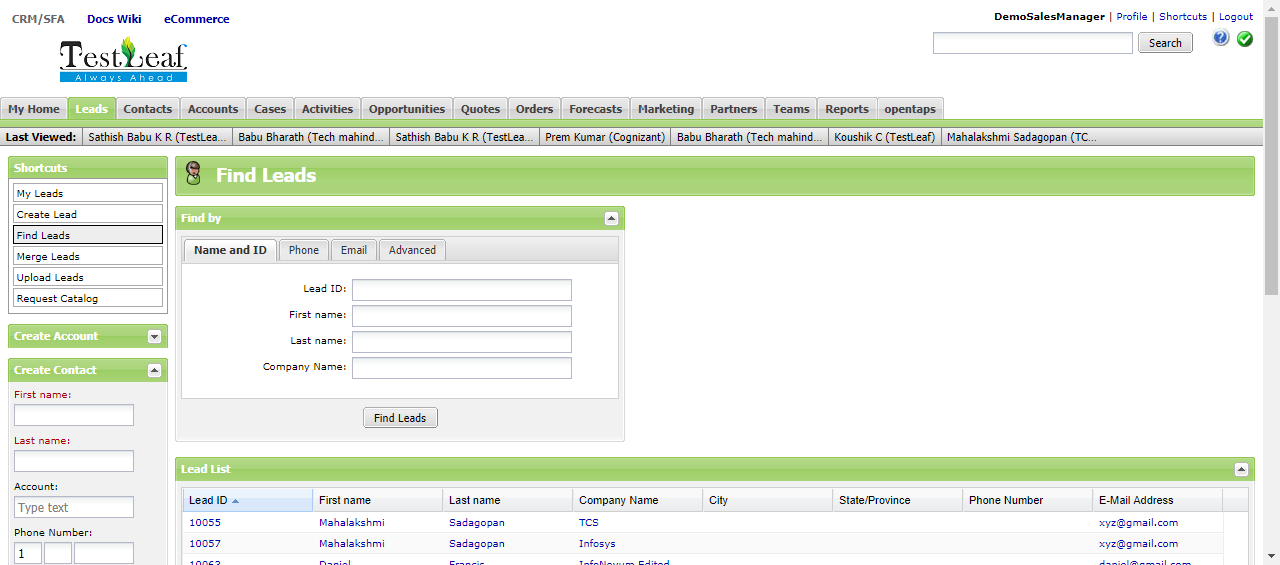 CRM/SFA Docs Wiki eCommerce
DemoSalesManager | Profile | Shortcuts | Logout
TestLeaf
Always Ahead
Search
My Home Leads Contacts Accounts Cases Activities Opportunities Quotes Orders Forecasts Marketing Partners Teams Reports opentaps
Last Viewed: Sathish Babu K R (TestLea... Babu Bharath (Tech mahind... Sathish Babu K R (TestLea... Prem Kumar (Cognizant) Babu Bharath (Tech mahind... Koushik C (TestLeaf) Mahalakshmi Sadagopan (TC...
Shortcuts
My Leads
Create Lead
Find Leads
Merge Leads
Upload Leads
Request Catalog
Create Account
Create Contact
First name:
Last name:
Account:
Type text
Phone Number:
1
Find Leads
Find by
Name and ID Phone Email Advanced
Lead ID:
First name:
Last name:
Company Name:
Find Leads
Lead List
Lead ID First name Last name Company Name City State/Province Phone Number E-Mail Address
10055 Mahalakshmi Sadagopan TCS xyz@gmail.com
10057 Mahalakshmi Sadagopan Infosys xyz@gmail.com
10063 Daniel Francis InfoNovum Edited daniel@gmail.com